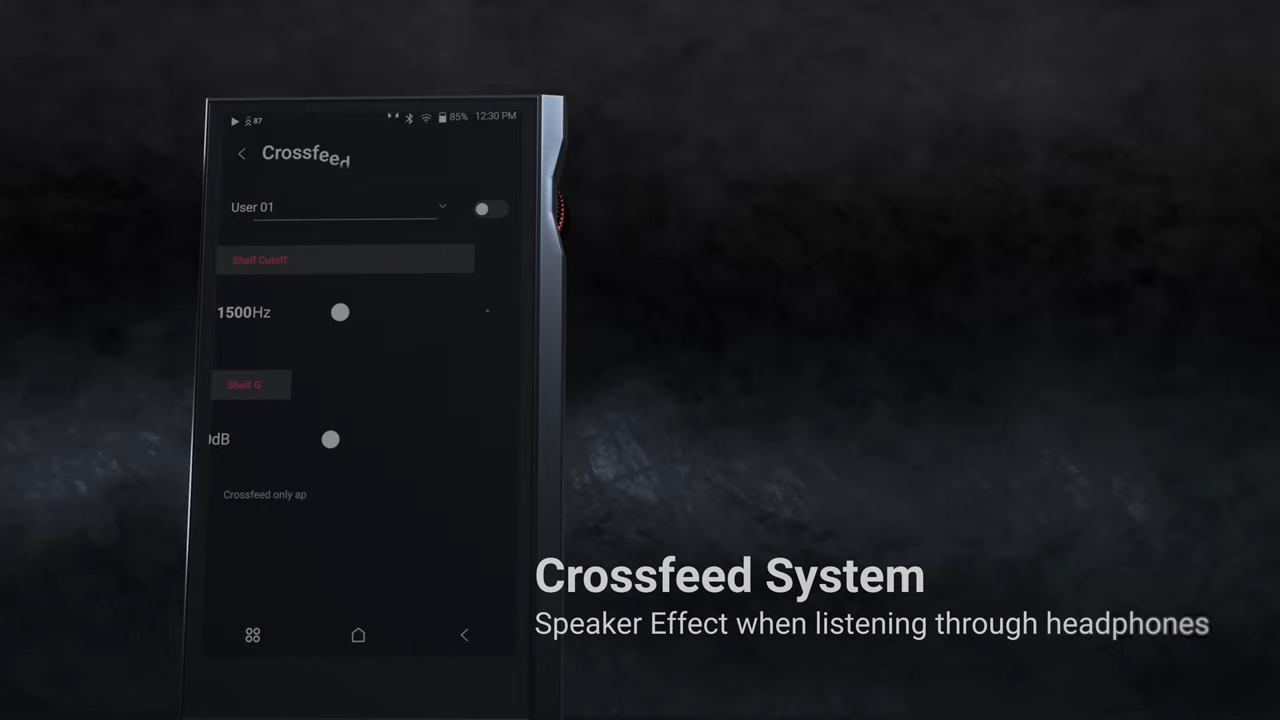 87 85% 12:30 PM
Crossfeed
User 01
Shelf Cutoff
1500Hz
Shelf G
dB
Crossfeed only ap
Crossfeed System
Speaker Effect when listening through headphones